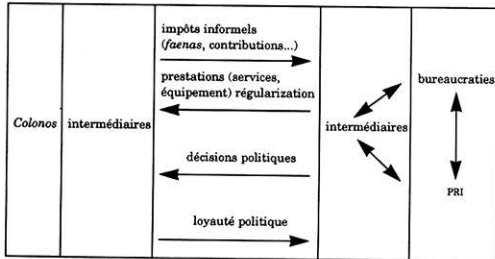 impôts informels
(faenas, contributions...)
prestations (services,
équipement) régularization
bureaucraties
Colonos
intermédiaires
intermédiaires
décisions politiques
PRI
loyauté politique